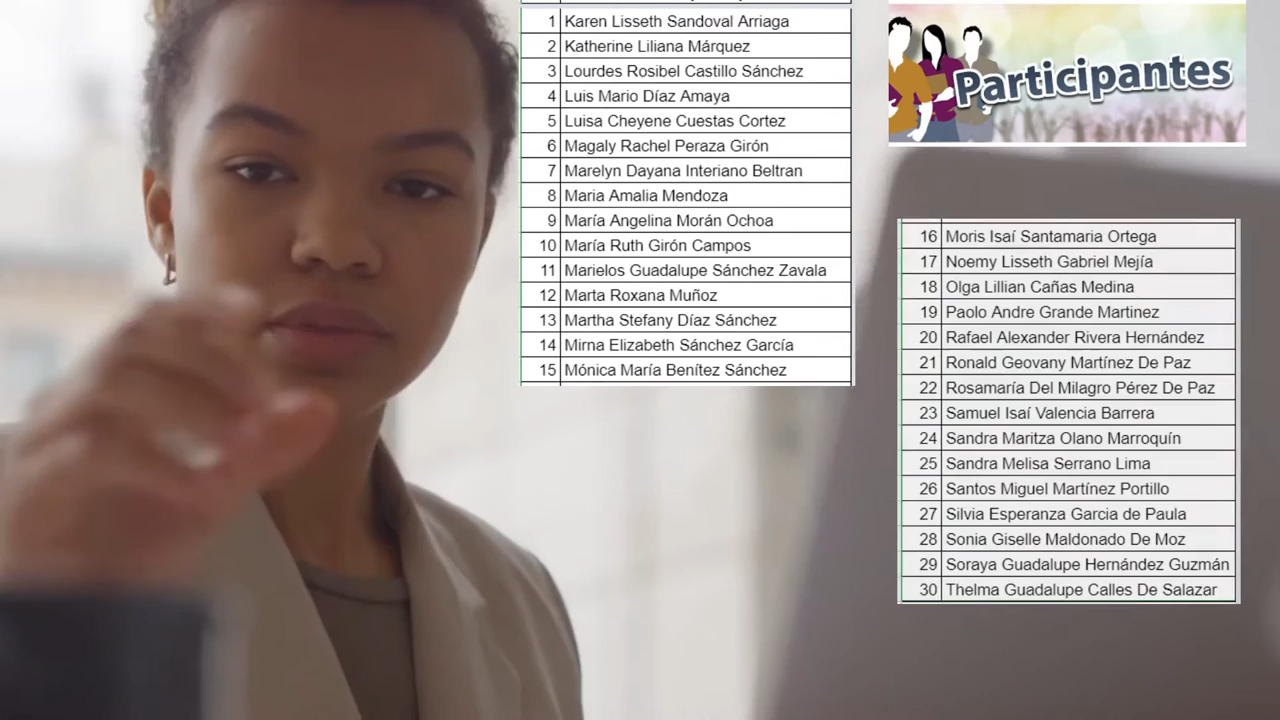 1 Karen Lisseth Sandoval Arriaga
2 Katherine Liliana Márquez
3 Lourdes Rosibel Castillo Sánchez
4 Luis Mario Díaz Amaya
5 Luisa Cheyene Cuestas Cortez
6 Magaly Rachel Peraza Girón
7 Marelyn Dayana Interiano Beltran
8 Maria Amalia Mendoza
9 María Angelina Morán Ochoa
10 María Ruth Girón Campos
11 Marielos Guadalupe Sánchez Zavala
12 Marta Roxana Muñoz
13 Martha Stefany Díaz Sánchez
14 Mirna Elizabeth Sánchez García
15 Mónica María Benítez Sánchez
Participantes
16 Moris Isaí Santamaria Ortega
17 Noemy Lisseth Gabriel Mejía
18 Olga Lillian Cañas Medina
19 Paolo Andre Grande Martinez
20 Rafael Alexander Rivera Hernández
21 Ronald Geovany Martínez De Paz
22 Rosamaría Del Milagro Pérez De Paz
23 Samuel Isaí Valencia Barrera
24 Sandra Maritza Olano Marroquín
25 Sandra Melisa Serrano Lima
26 Santos Miguel Martínez Portillo
27 Silvia Esperanza Garcia de Paula
28 Sonia Giselle Maldonado De Moz
29 Soraya Guadalupe Hernández Guzmán
30 Thelma Guadalupe Calles De Salazar